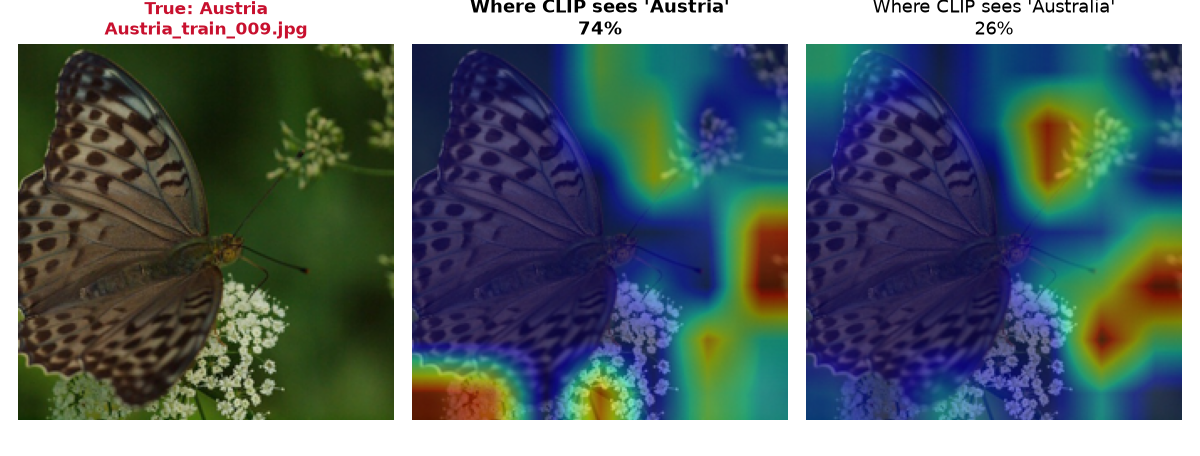 True: Austria
Austria_train_009.jpg
Where CLIP sees 'Austria'
74%
Where CLIP sees 'Australia'
26%